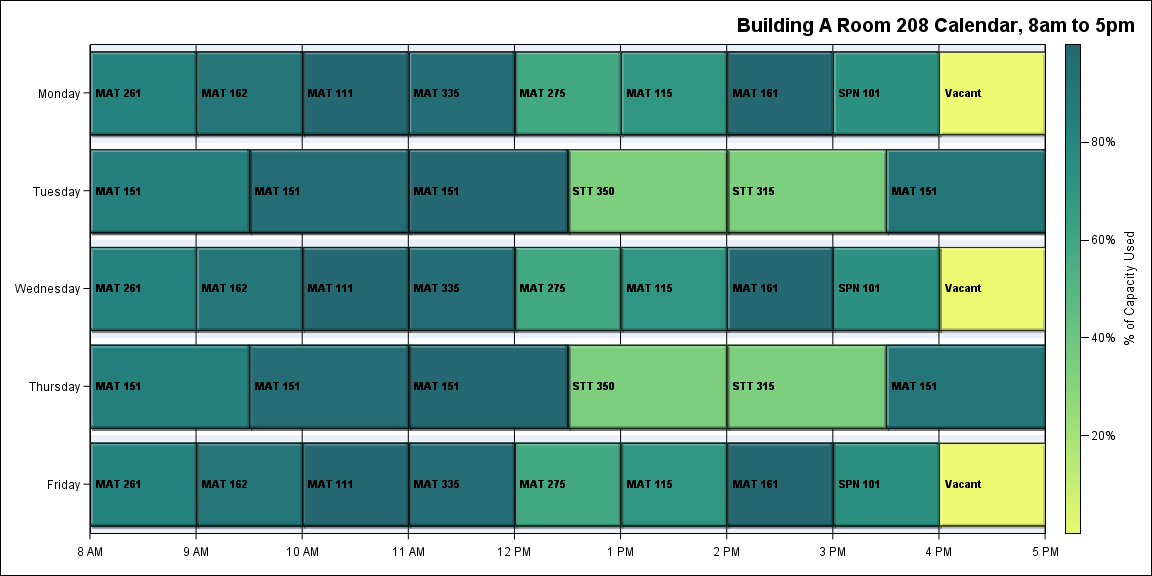 Building A Room 208 Calendar, 8am to 5pm
Monday
MAT 261 MAT 162 MAT 111 MAT 335 MAT 275 MAT 115 MAT 161 SPN 101 Vacant
Tuesday
MAT 151 MAT 151 MAT 151 STT 350 STT 315 MAT 151
Wednesday
MAT 261 MAT 162 MAT 111 MAT 335 MAT 275 MAT 115 MAT 161 SPN 101 Vacant
Thursday
MAT 151 MAT 151 MAT 151 STT 350 STT 315 MAT 151
Friday
MAT 261 MAT 162 MAT 111 MAT 335 MAT 275 MAT 115 MAT 161 SPN 101 Vacant
8 AM 9 AM 10 AM 11 AM 12 PM 1 PM 2 PM 3 PM 4 PM 5 PM
80%
60%
40%
20%
% of Capacity Used